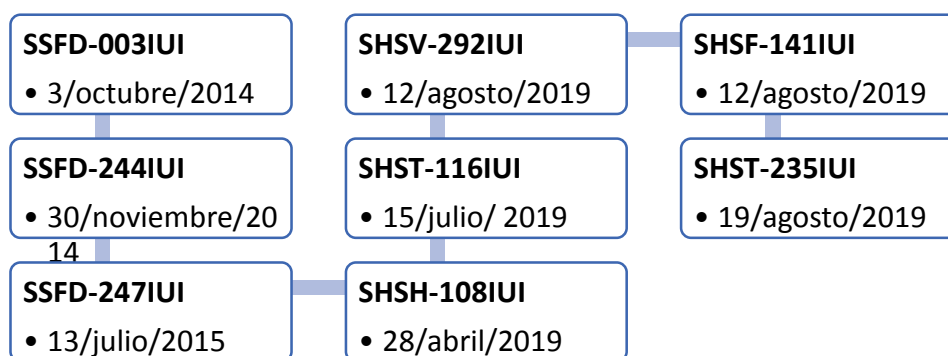 SSFD-003IUI
• 3/octubre/2014
SSFD-244IUI
• 30/noviembre/20
14
SSFD-247IUI
• 13/julio/2015
SHSH-108IUI
• 28/abril/2019
SHST-116IUI
• 15/julio/ 2019
SHSV-292IUI
• 12/agosto/2019
SHSF-141IUI
• 12/agosto/2019
SHST-235IUI
• 19/agosto/2019